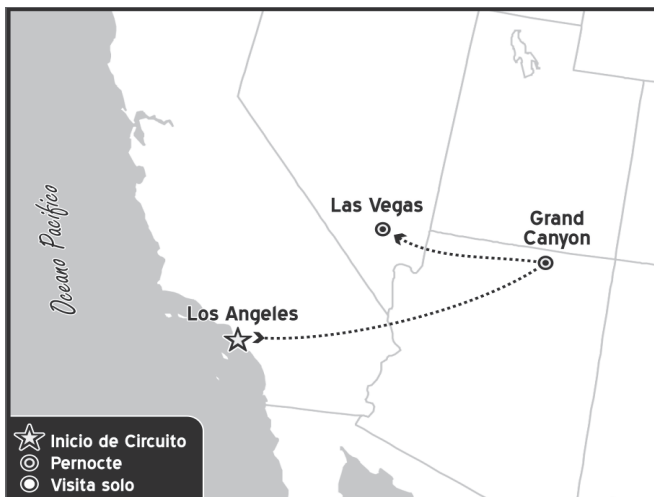 Las Vegas
Grand
Canyon
Oceano Pacifico
Los Angeles
Inicio de Circuito
Pernocte
Visita solo